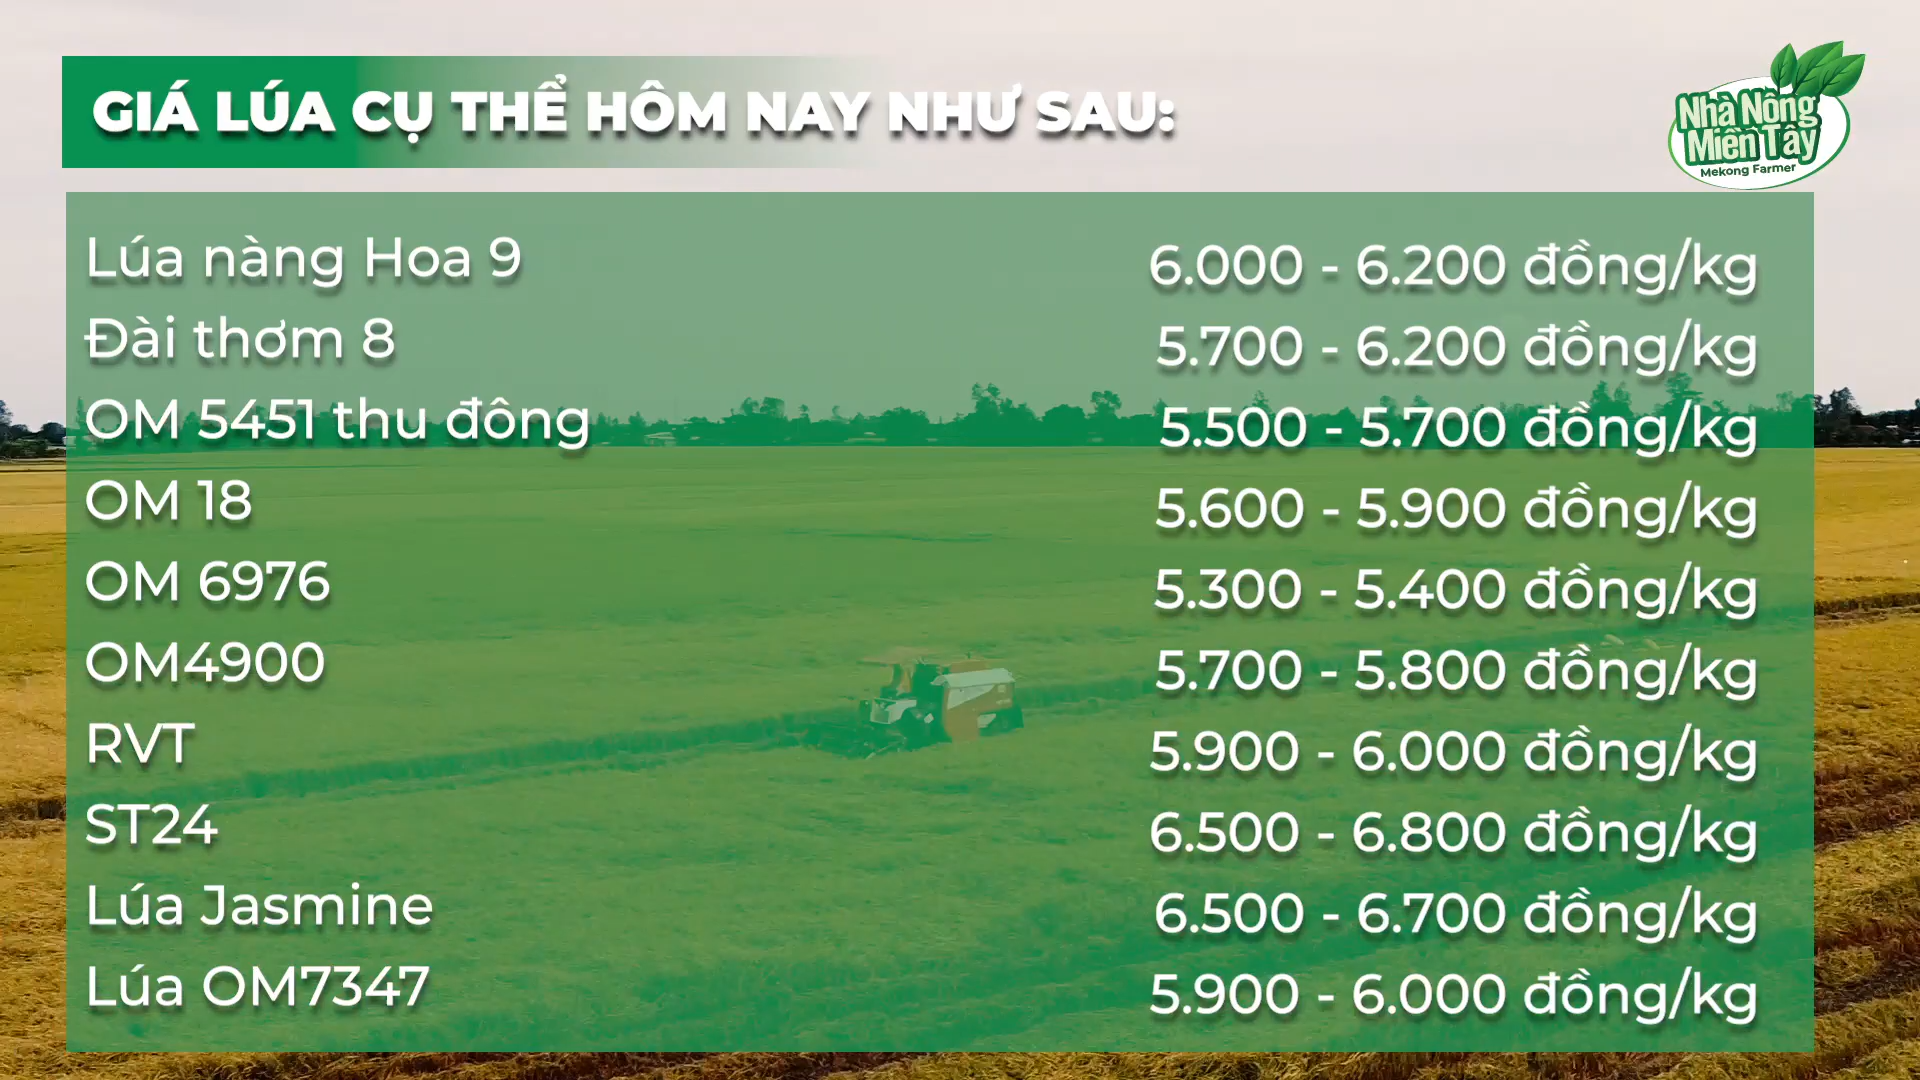 GIÁ LÚA CỤ THỂ HÔM NAY NHƯ SAU:
Nhà Nông
Miền Tây
Mekong Farmer
Lúa nàng Hoa 9 6.000 - 6.200 đồng/kg
Đài thơm 8 5.700 - 6.200 đồng/kg
OM 5451 thu đông 5.500 - 5.700 đồng/kg
OM 18 5.600 - 5.900 đồng/kg
OM 6976 5.300 - 5.400 đồng/kg
OM4900 5.700 - 5.800 đồng/kg
RVT 5.900 - 6.000 đồng/kg
ST24 6.500 - 6.800 đồng/kg
Lúa Jasmine 6.500 - 6.700 đồng/kg
Lúa OM7347 5.900 - 6.000 đồng/kg